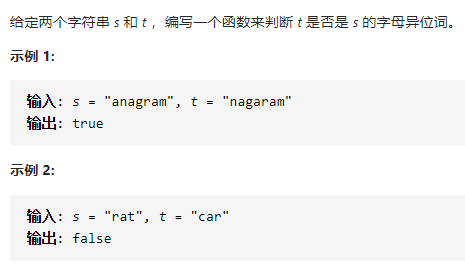 给定两个字符串 s 和 t ，编写一个函数来判断 t 是否是 s 的字母异位词。
示例 1:
输入: s = "anagram", t = "nagaram"
输出: true
示例 2:
输入: s = "rat", t = "car"
输出: false